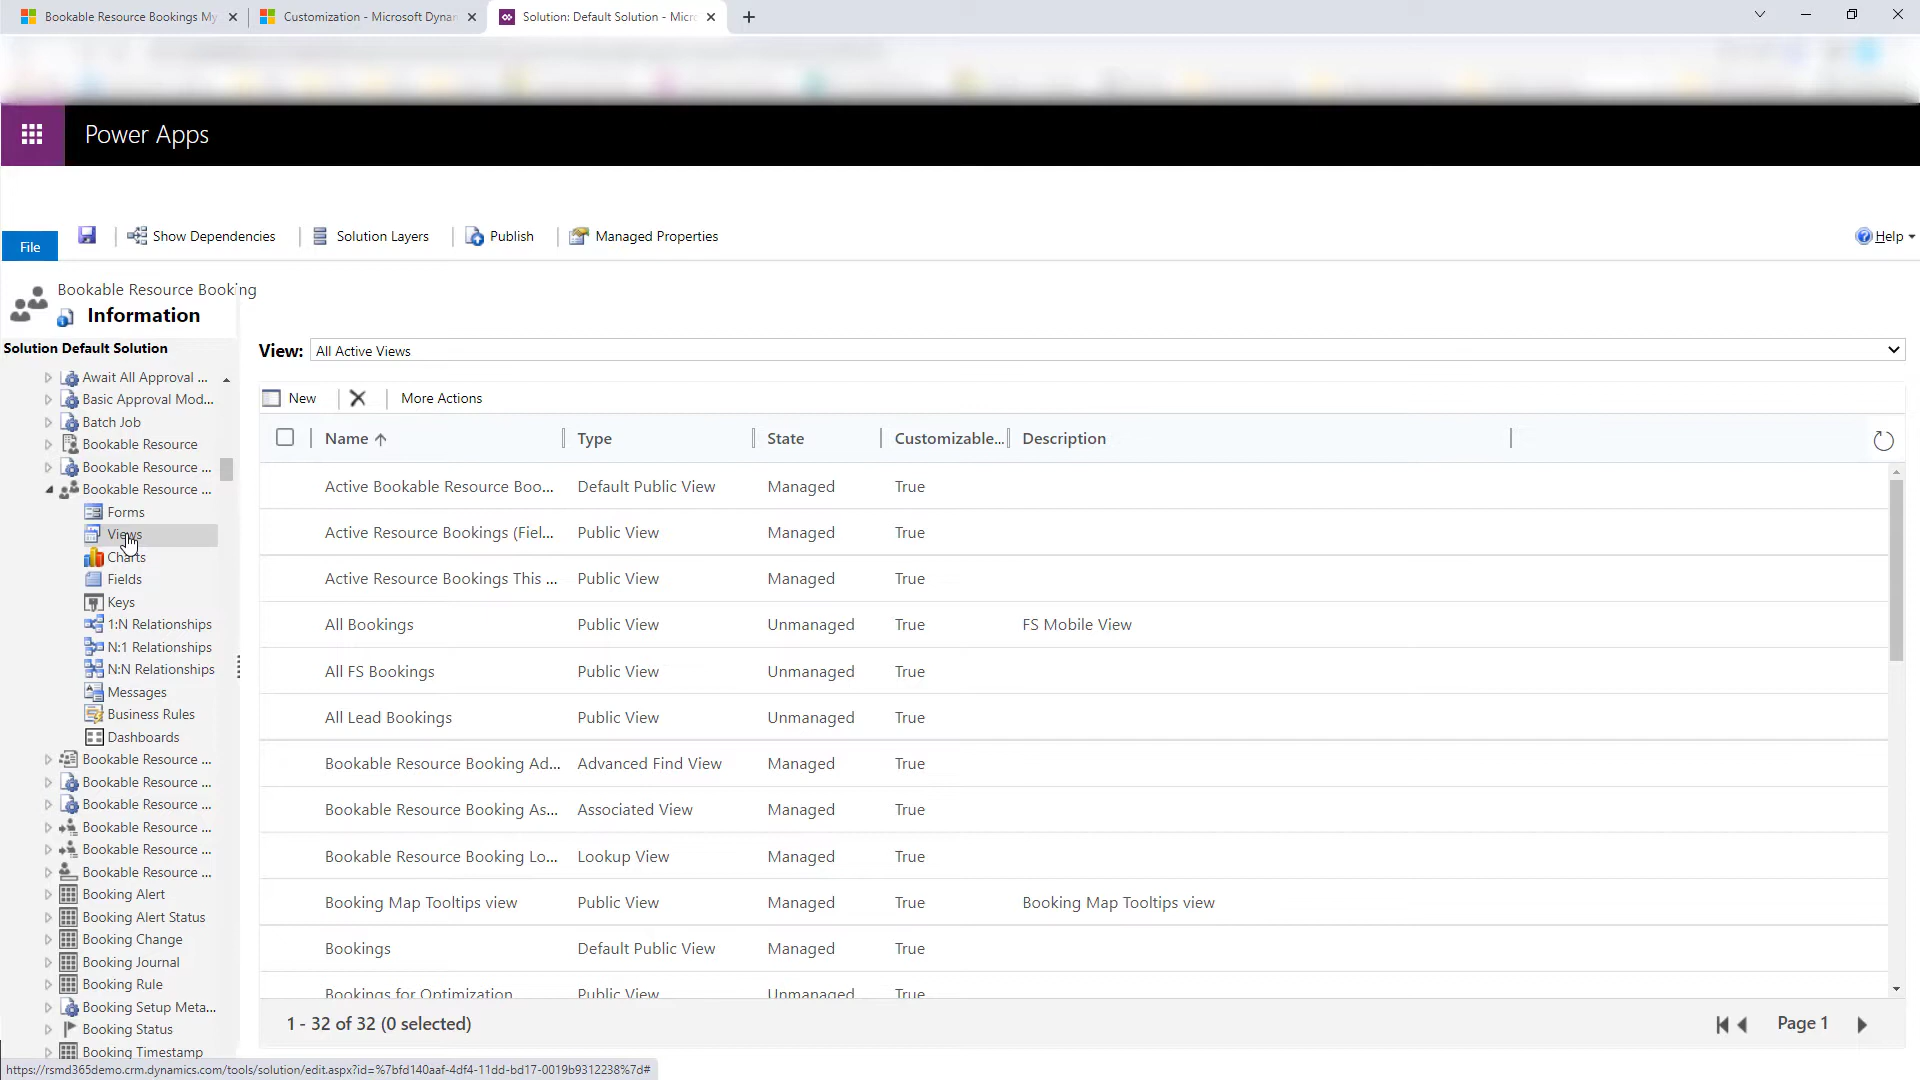 Bookable Resource Bookings My
Customization - Microsoft Dynan
Solution: Default Solution - Micr
Power Apps
File
Show Dependencies
Solution Layers
Publish
Managed Properties
Help
Bookable Resource Booking
Information
Solution Default Solution
View: All Active Views
Await All Approval ...
Basic Approval Mod...
Batch Job
Bookable Resource
Bookable Resource ...
Bookable Resource ...
Forms
Views
Charts
Fields
Keys
1:N Relationships
N:1 Relationships
N:N Relationships
Messages
Business Rules
Dashboards
Bookable Resource ...
Bookable Resource ...
Bookable Resource ...
Bookable Resource ...
Bookable Resource ...
Bookable Resource ...
Booking Alert
Booking Alert Status
Booking Change
Booking Journal
Booking Rule
Booking Setup Meta...
Booking Status
Booking Timestamp
New
More Actions
Name Type State Customizable... Description
Active Bookable Resource Boo... Default Public View Managed True
Active Resource Bookings (Fiel... Public View Managed True
Active Resource Bookings This ... Public View Managed True
All Bookings Public View Unmanaged True FS Mobile View
All FS Bookings Public View Unmanaged True
All Lead Bookings Public View Unmanaged True
Bookable Resource Booking Ad... Advanced Find View Managed True
Bookable Resource Booking As... Associated View Managed True
Bookable Resource Booking Lo... Lookup View Managed True
Booking Map Tooltips view Public View Managed True Booking Map Tooltips view
Bookings Default Public View Managed True
Bookings for Optimization Public View Unmanaged True
1 - 32 of 32 (0 selected)
Page 1
https://rsmd365demo.crm.dynamics.com/tools/solution/edit.aspx?id=%7bfd140aaf-4df4-11dd-bd17-0019b9312238%7d#